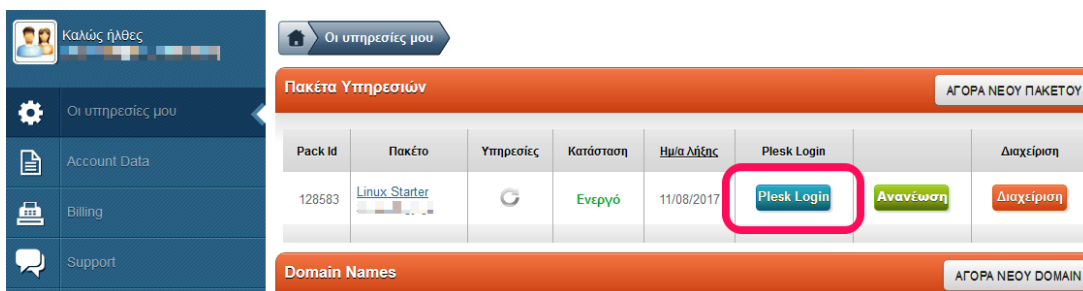 Καλώς ήλθες
Οι υπηρεσίες μου
Account Data
Billing
Support
Οι υπηρεσίες μου
Πακέτα Υπηρεσιών
ΑΓΟΡΑ ΝΕΟΥ ΠΑΚΕΤΟΥ
Pack Id Πακέτο Υπηρεσίες Κατάσταση Ημ/α Λήξης Plesk Login Διαχείριση
128583 Linux Starter Ενεργό 11/08/2017 Plesk Login Ανανέωση Διαχείριση
Domain Names
ΑΓΟΡΑ ΝΕΟΥ DOMAIN